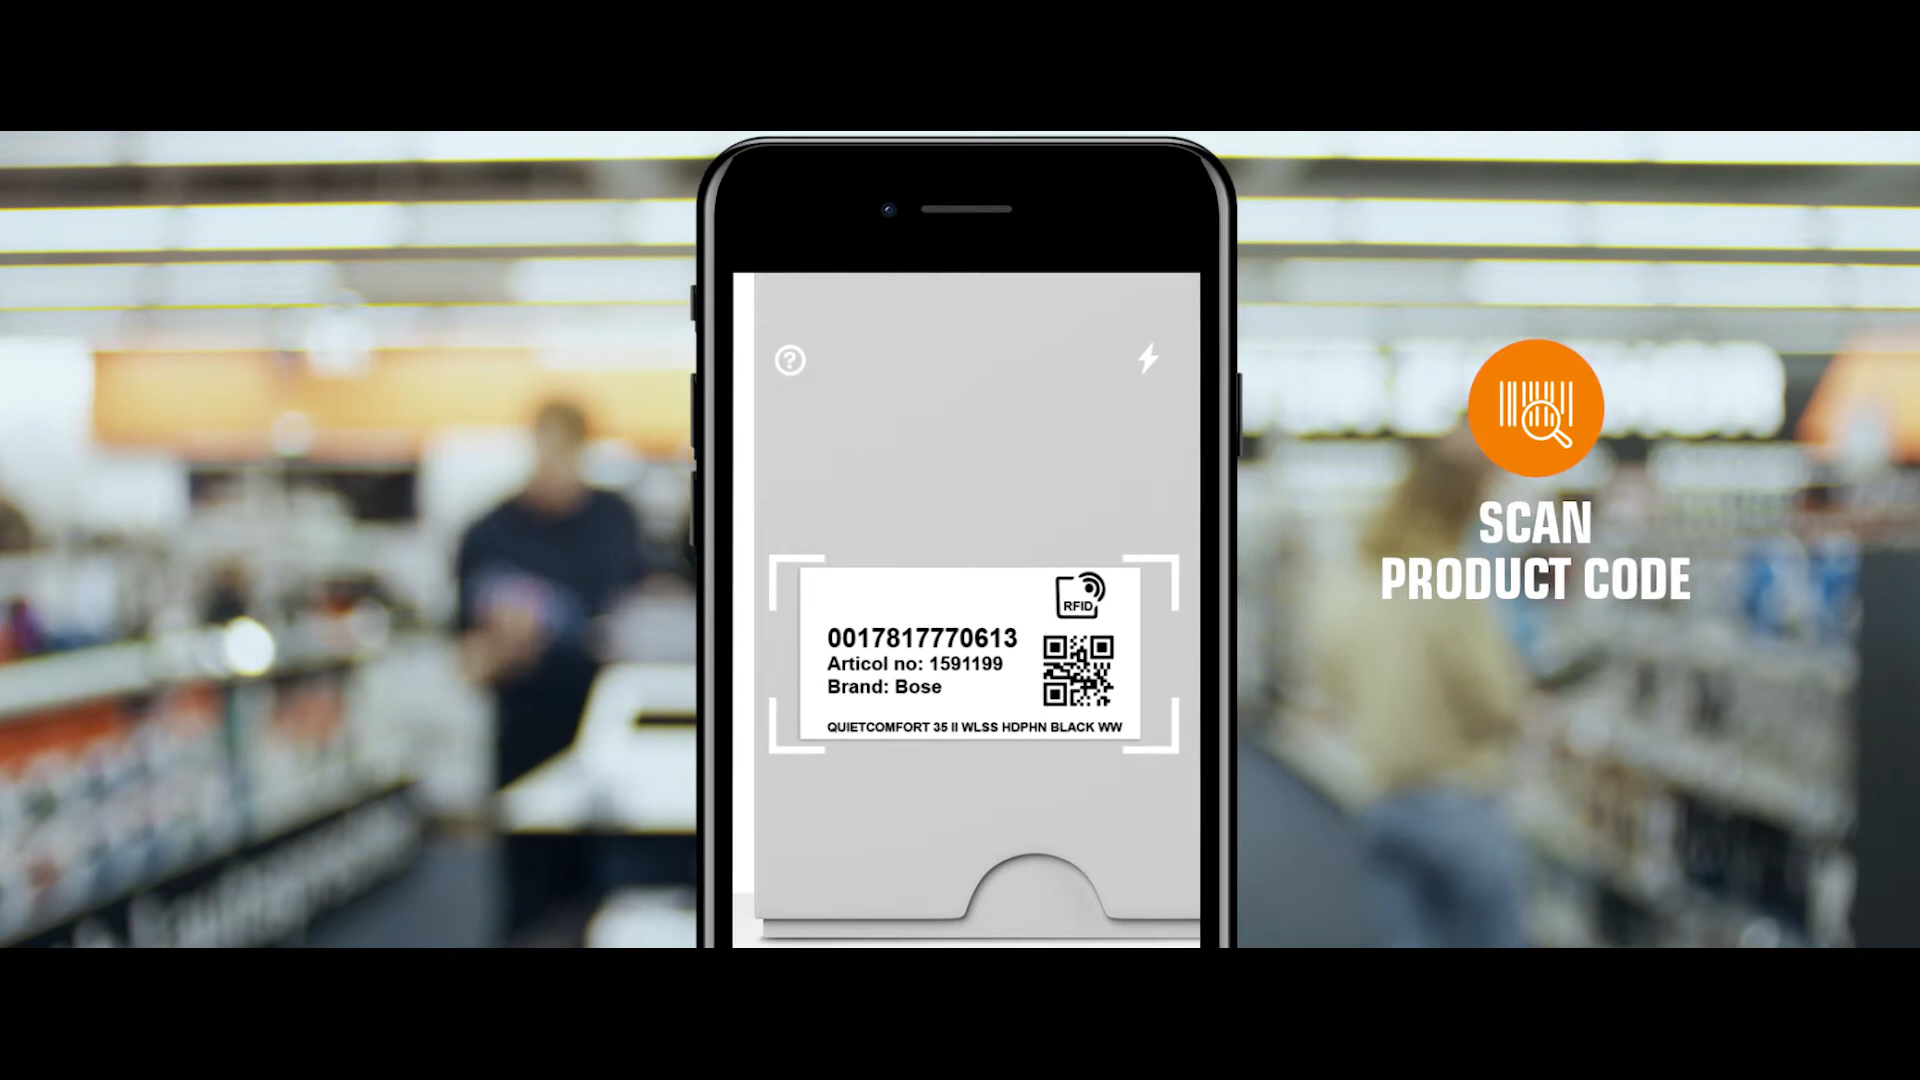 RFID
0017817770613
Articol no: 1591199
Brand: Bose
QUIETCOMFORT 35 II WLSS HDPHN BLACK WW
SCAN
PRODUCT CODE